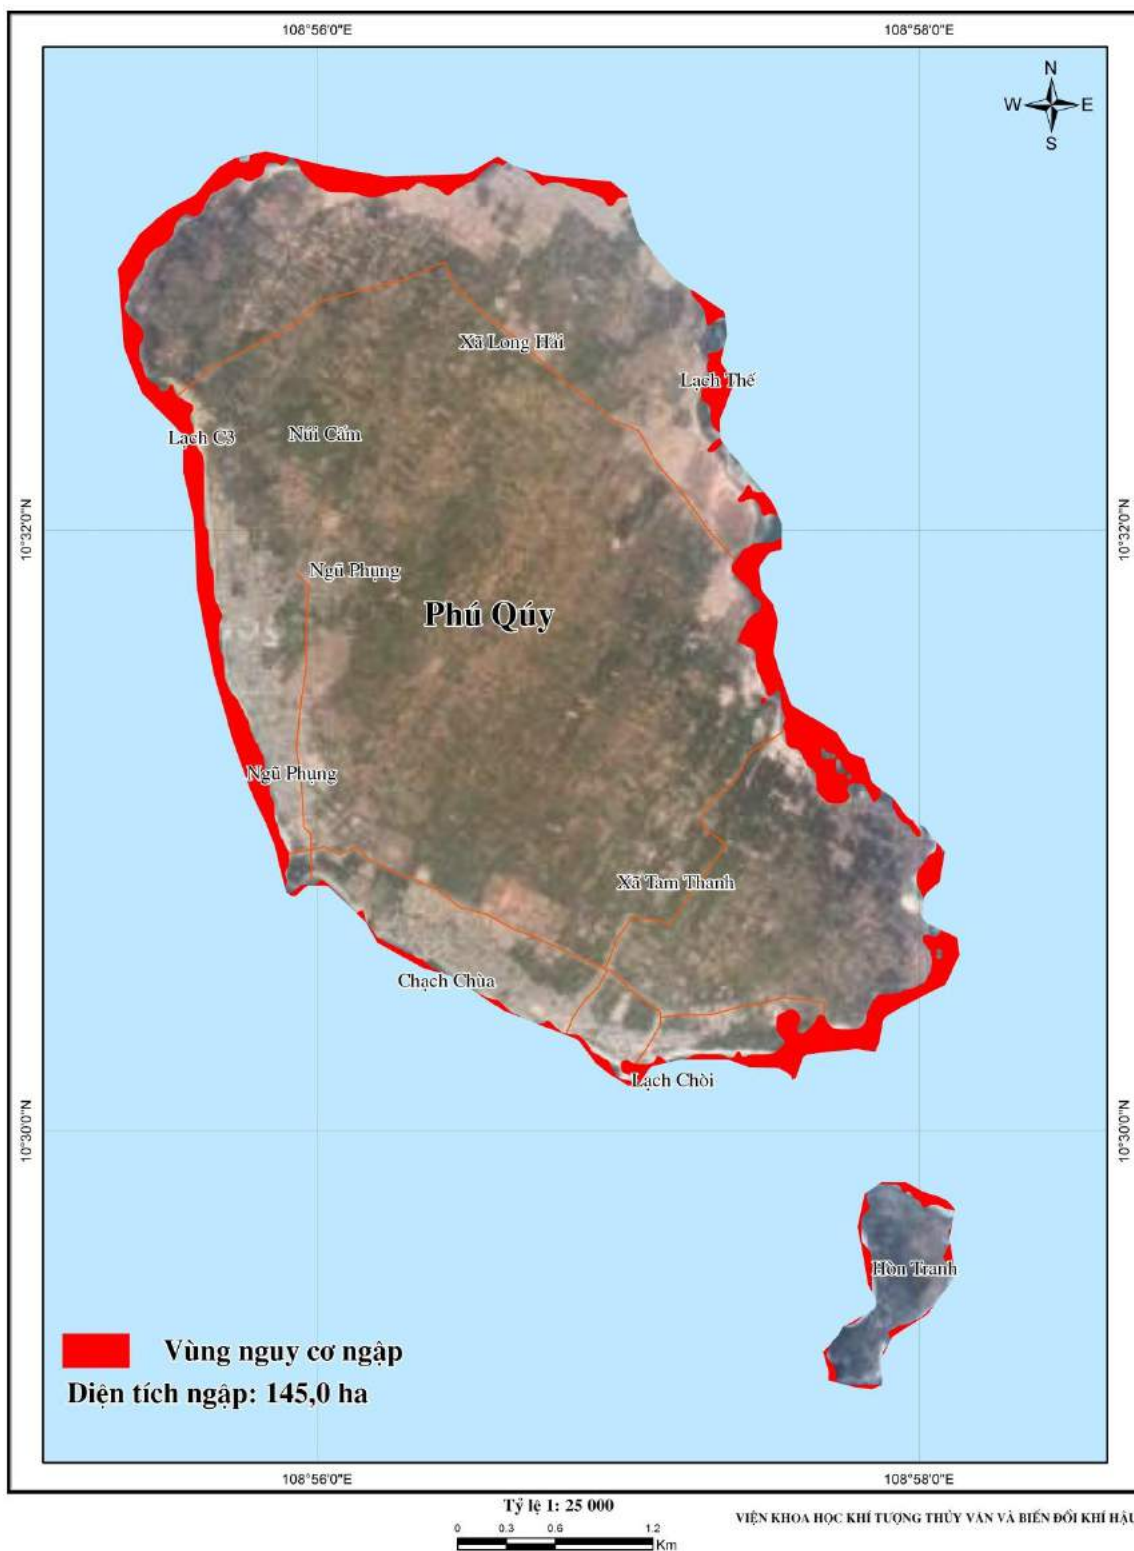 108°56'0"E
108°58'0"E
N
W E
S
Xã Long Hải
Lạch Thế
Lạch C3
Núi Cấm
10°32'0"N
10°32'0"N
Ngũ Phụng
Phú Qúy
Ngũ Phụng
Xã Tam Thanh
Chạch Chùa
Lạch Chòi
10°30'0"N
10°30'0"N
Hòn Tranh
Vùng nguy cơ ngập
Diện tích ngập: 145,0 ha
108°56'0"E
108°58'0"E
Tỷ lệ 1: 25 000
0 0.3 0.6 1.2
Km
VIỆN KHOA HỌC KHÍ TƯỢNG THỦY VĂN VÀ BIẾN ĐỔI KHÍ HẬU